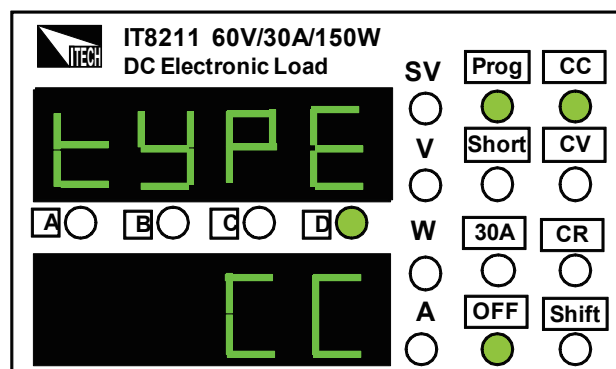 ITECH IT8211 60V/30A/150W
DC Electronic Load
SV Prog CC
tYPE
V Short CV
A B C D
W 30A CR
CC
A OFF Shift